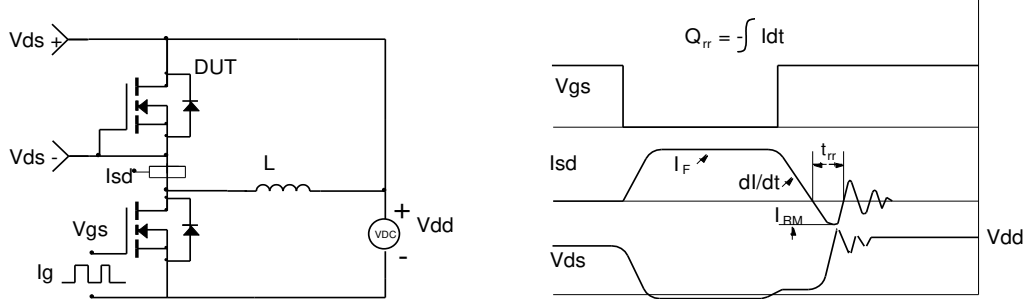 Vds +
DUT
Vds -
Isd
L
Vgs
Ig
+
VDC
-
Vdd
Qrr = -∫ Idt
Vgs
Isd
IF
dI/dt
trr
IRM
Vds
Vdd